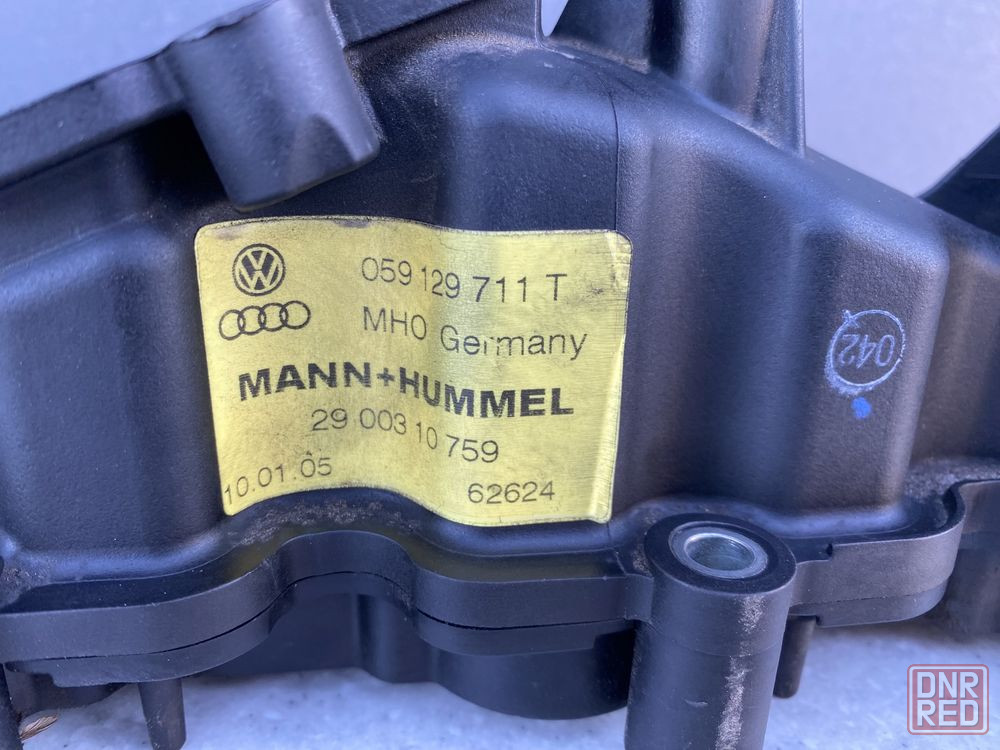 059 129 711 T
MHO Germany
MANN+HUMMEL
29 003 10 759
10.01.05
62624
042
DNR
RED